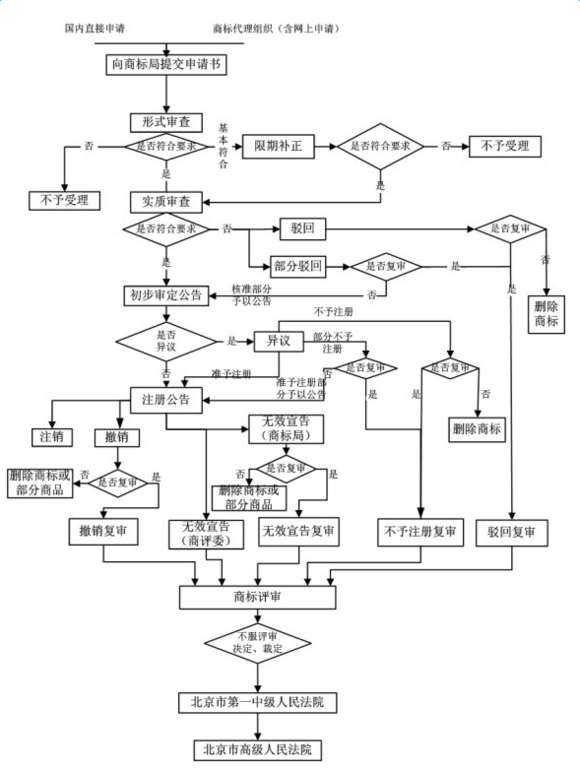 国内直接申请
商标代理组织（含网上申请）
向商标局提交申请书
形式审查
是否符合要求
否
基
本
符
合
限期补正
是否符合要求
否
不予受理
不予受理
是
是
实质审查
是否符合要求
否
驳回
是否复审
部分驳回
是否复审
是
否
是
是
初步审定公告
核准部分
予以公告
否
删除
商标
是否
异议
是
异议
不予注册
部分不予
注册
否
准予注册
准予注册部
分予以公告
否
是否复审
是
是否复审
是
否
删除商标
注册公告
注销
撤销
无效宣告
（商标局）
删除商标或
部分商品
否
是否复审
是
否
是否复审
是
删除商标或
部分商品
撤销复审
无效宣告
（商评委）
无效宣告复审
不予注册复审
驳回复审
商标评审
不服评审
决定、裁定
北京市第一中级人民法院
北京市高级人民法院